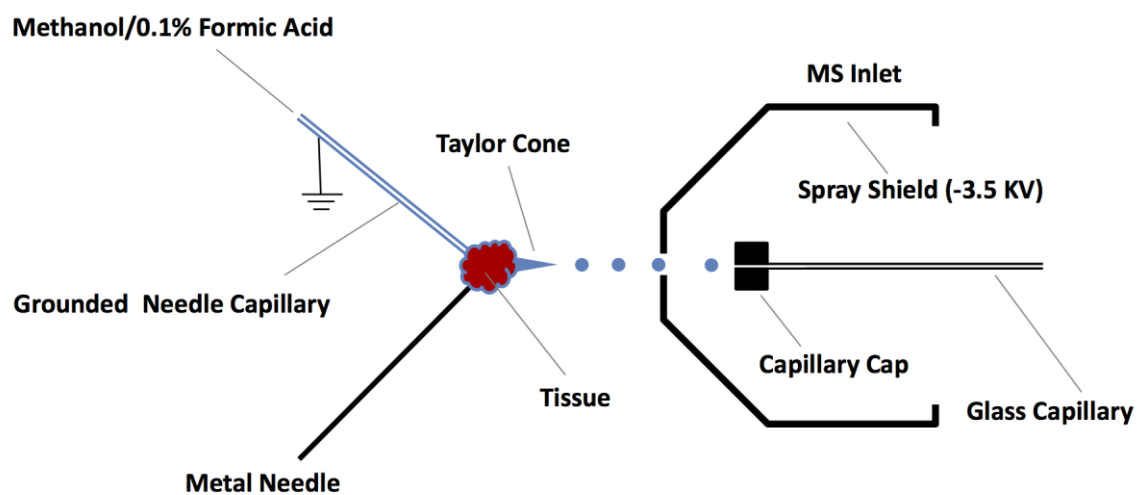 Methanol/0.1% Formic Acid
MS Inlet
Taylor Cone
Spray Shield (-3.5 KV)
Grounded Needle Capillary
Capillary Cap
Tissue
Glass Capillary
Metal Needle